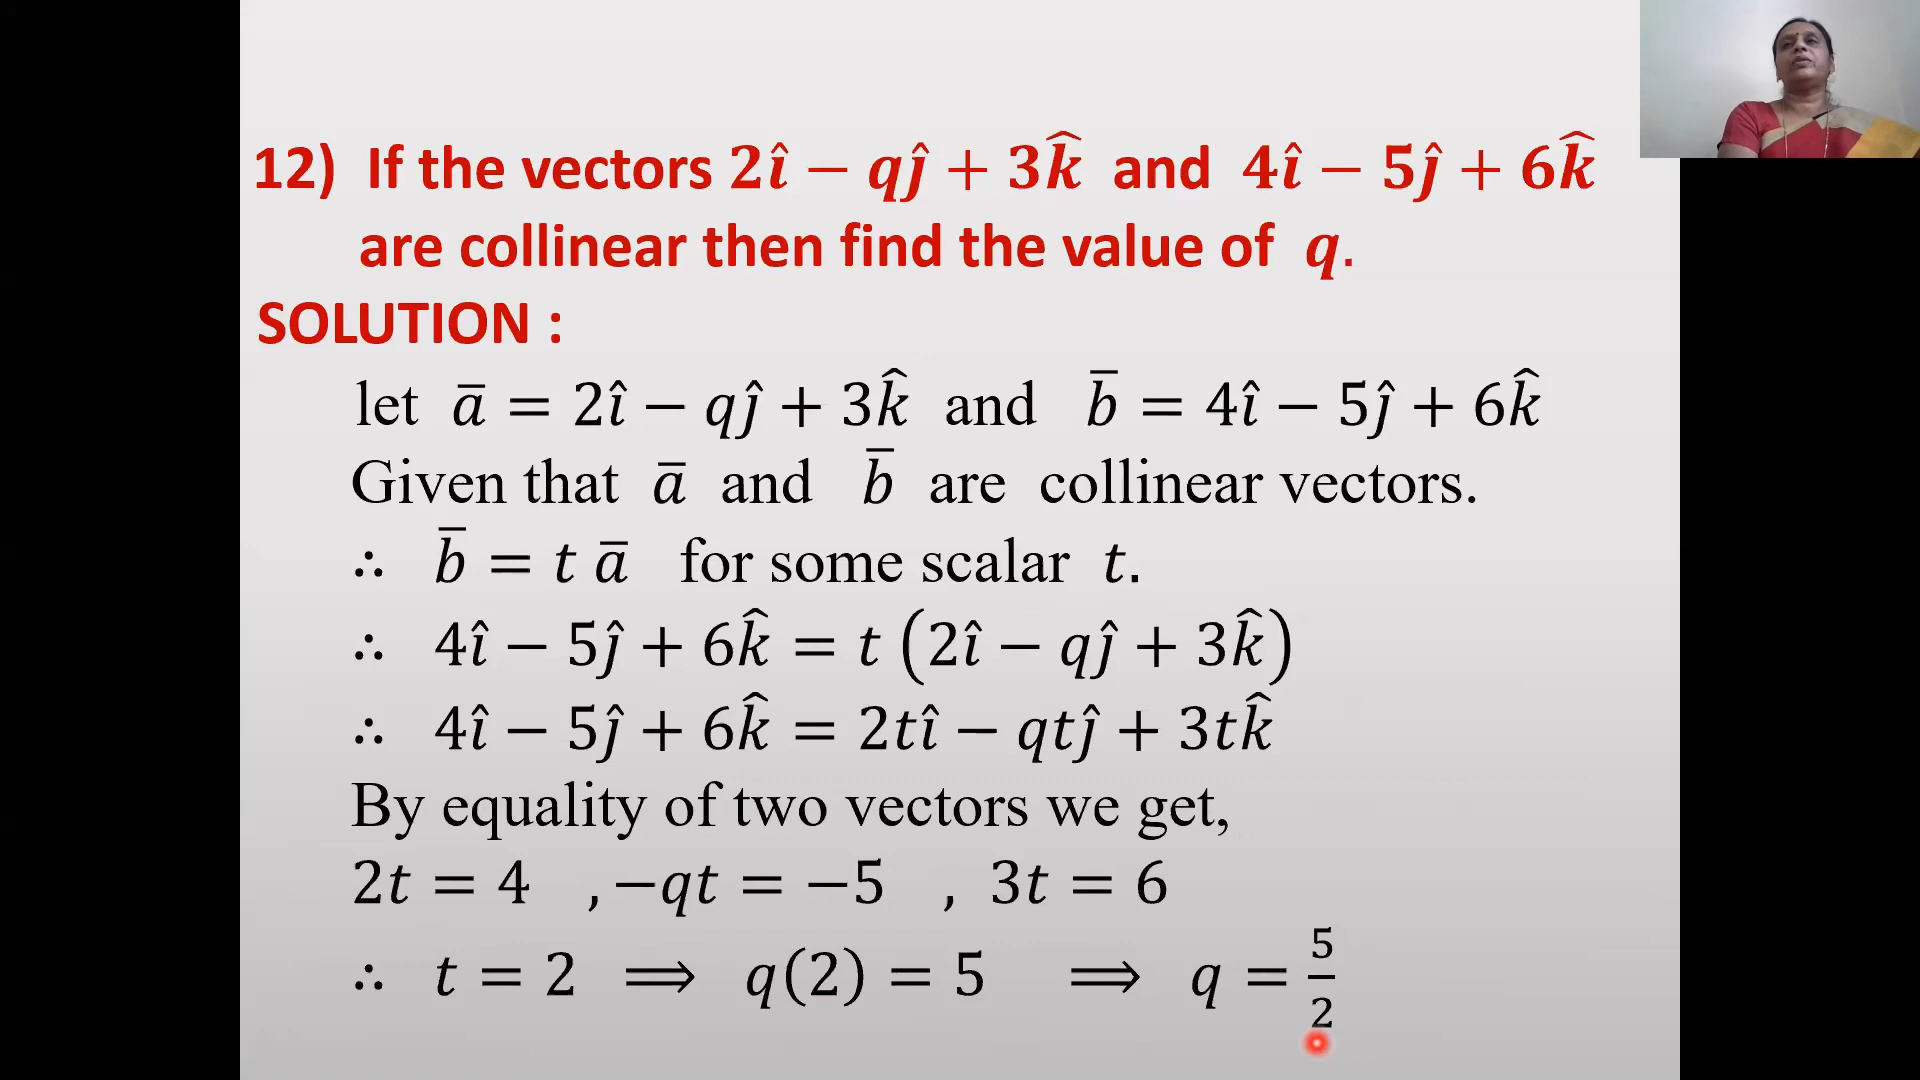 12) If the vectors 2î − qĵ + 3k̂ and 4î − 5ĵ + 6k̂
are collinear then find the value of q.
SOLUTION :
let a̅ = 2î − qĵ + 3k̂ and b̅ = 4î − 5ĵ + 6k̂
Given that a̅ and b̅ are collinear vectors.
∴ b̅ = t a̅ for some scalar t.
∴ 4î − 5ĵ + 6k̂ = t (2î − qĵ + 3k̂)
∴ 4î − 5ĵ + 6k̂ = 2tî − qtĵ + 3tk̂
By equality of two vectors we get,
2t = 4 , −qt = −5 , 3t = 6
∴ t = 2 ⟹ q(2) = 5 ⟹ q = 5/2